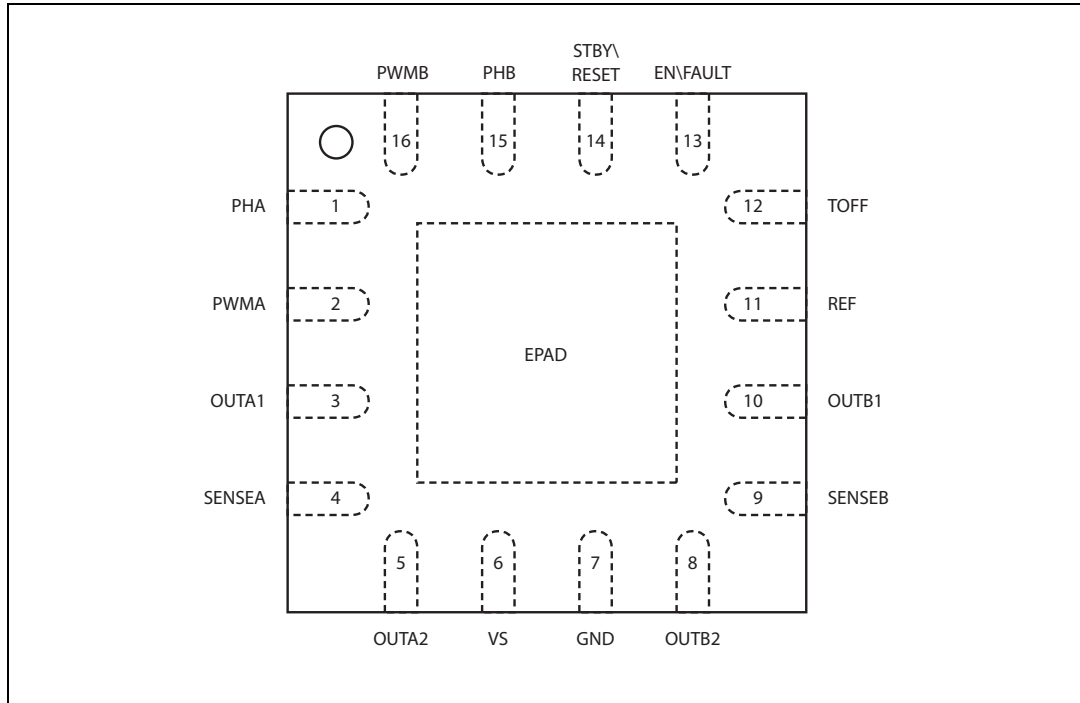 STBY\
PWMB PHB RESET EN\FAULT
16 15 14 13
PHA 1 12 TOFF
PWMA 2 11 REF
EPAD
OUTA1 3 10 OUTB1
SENSEA 4 9 SENSEB
5 6 7 8
OUTA2 VS GND OUTB2